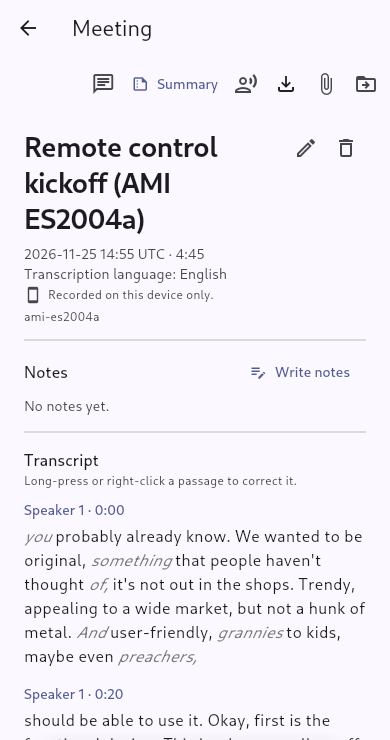 Meeting
Summary
Remote control
kickoff (AMI
ES2004a)
2026-11-25 14:55 UTC · 4:45
Transcription language: English
Recorded on this device only.
ami-es2004a
Notes
Write notes
No notes yet.
Transcript
Long-press or right-click a passage to correct it.
Speaker 1 · 0:00
you probably already know. We wanted to be
original, something that people haven't
thought of, it's not out in the shops. Trendy,
appealing to a wide market, but not a hunk of
metal. And user-friendly, grannies to kids,
maybe even preachers,
Speaker 1 · 0:20
should be able to use it. Okay, first is the